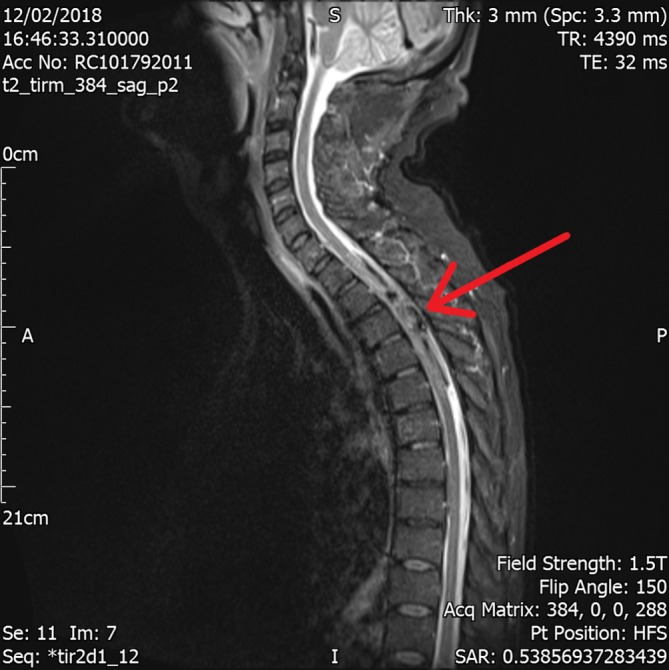 12/02/2018
16:46:33.310000
Acc No: RC101792011
t2_tirm_384_sag_p2
S
Thk: 3 mm (Spc: 3.3 mm)
TR: 4390 ms
TE: 32 ms
0cm
A
P
21cm
Field Strength: 1.5T
Flip Angle: 150
Acq Matrix: 384, 0, 0, 288
Pt Position: HFS
SAR: 0.53856937283439
Se: 11 Im: 7
Seq: *tir2d1_12
I